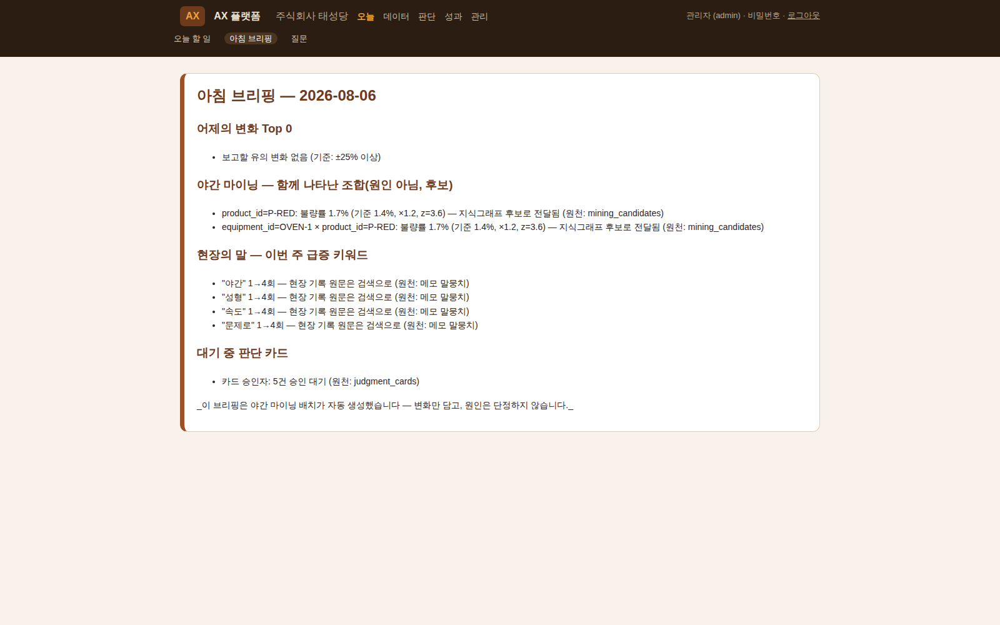 AX AX 플랫폼 주식회사 태성당 오늘 데이터 판단 성과 관리 관리자 (admin) · 비밀번호 · 로그아웃
오늘 할 일 아침 브리핑 질문
아침 브리핑 — 2026-08-06
어제의 변화 Top 0
• 보고할 유의 변화 없음 (기준: ±25% 이상)
야간 마이닝 — 함께 나타난 조합(원인 아님, 후보)
• product_id=P-RED: 불량률 1.7% (기준 1.4%, ×1.2, z=3.6) — 지식그래프 후보로 전달됨 (원천: mining_candidates)
• equipment_id=OVEN-1 × product_id=P-RED: 불량률 1.7% (기준 1.4%, ×1.2, z=3.6) — 지식그래프 후보로 전달됨 (원천: mining_candidates)
현장의 말 — 이번 주 급증 키워드
• "야간" 1→4회 — 현장 기록 원문은 검색으로 (원천: 메모 말뭉치)
• "성형" 1→4회 — 현장 기록 원문은 검색으로 (원천: 메모 말뭉치)
• "속도" 1→4회 — 현장 기록 원문은 검색으로 (원천: 메모 말뭉치)
• "문제로" 1→4회 — 현장 기록 원문은 검색으로 (원천: 메모 말뭉치)
대기 중 판단 카드
• 카드 승인자: 5건 승인 대기 (원천: judgment_cards)
_이 브리핑은 야간 마이닝 배치가 자동 생성했습니다 — 변화만 담고, 원인은 단정하지 않습니다._